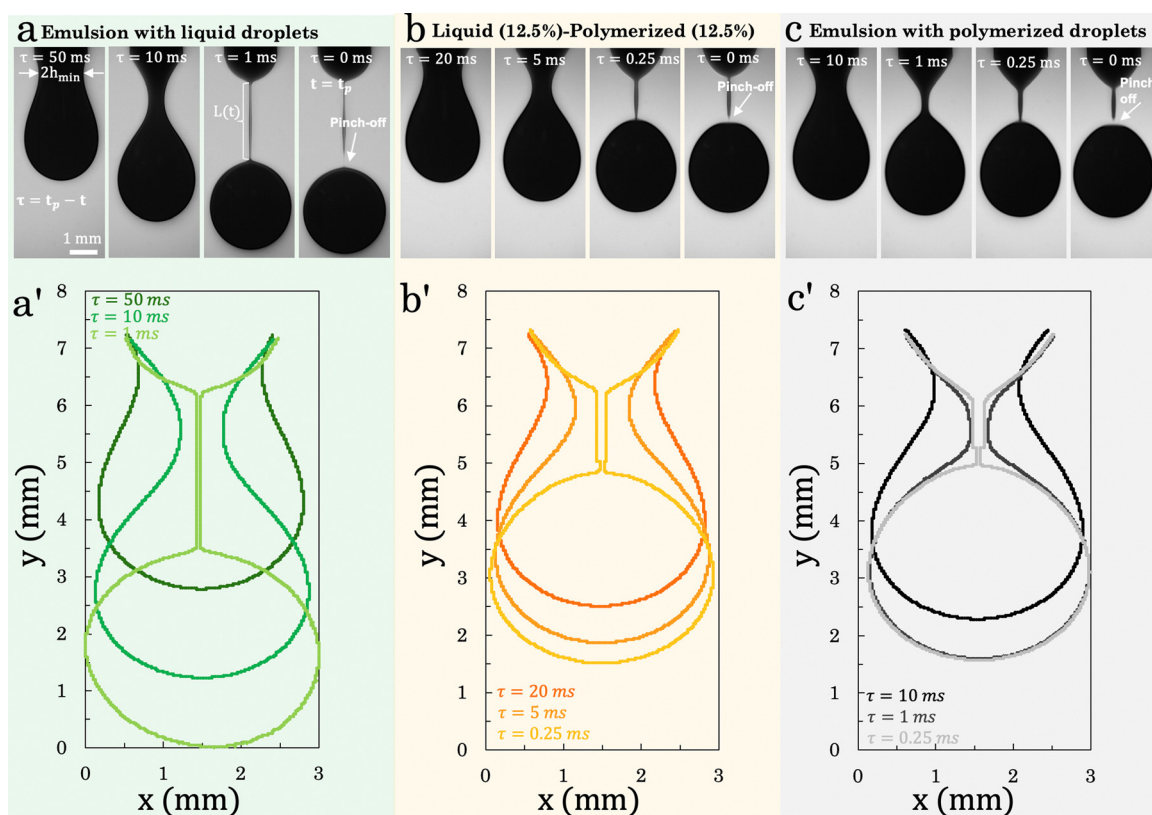 a Emulsion with liquid droplets
τ = 50 ms τ = 10 ms τ = 1 ms τ = 0 ms
2hmin
t = tp
L(t)
Pinch-off
τ = tp − t
1 mm
b Liquid (12.5%)-Polymerized (12.5%)
τ = 20 ms τ = 5 ms τ = 0.25 ms τ = 0 ms
Pinch-off
c Emulsion with polymerized droplets
τ = 10 ms τ = 1 ms τ = 0.25 ms τ = 0 ms
Pinch-
off
a'
τ = 50 ms
τ = 10 ms
τ = 1 ms
8
7
6
5
4
3
2
1
0
y (mm)
0 1 2 3
x (mm)
b'
8
7
6
5
4
3
2
1
0
y (mm)
τ = 20 ms
τ = 5 ms
τ = 0.25 ms
0 1 2 3
x (mm)
c'
8
7
6
5
4
3
2
1
0
y (mm)
τ = 10 ms
τ = 1 ms
τ = 0.25 ms
0 1 2 3
x (mm)